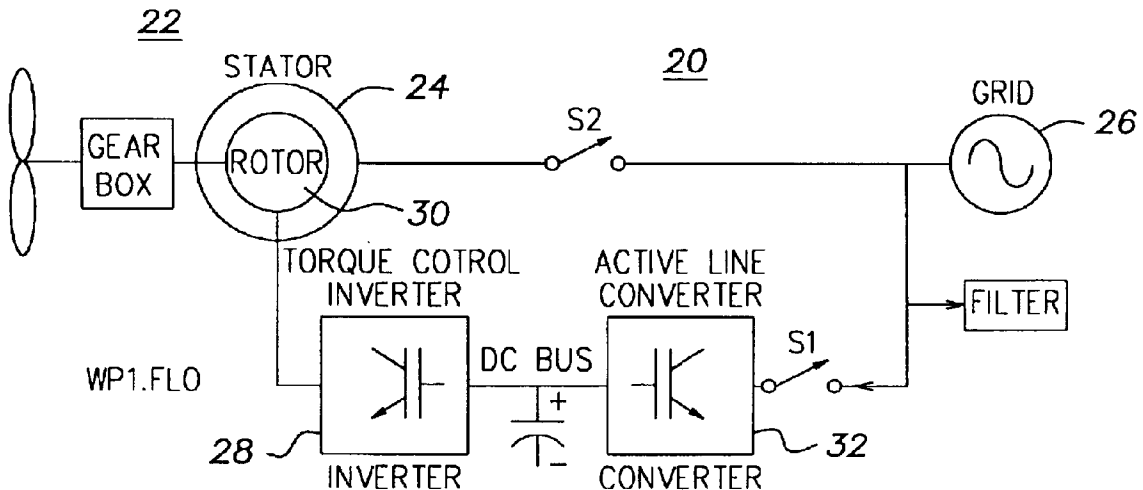 22
20
STATOR
24
S2
GRID
26
GEAR
BOX
ROTOR
30
TORQUE COTROL
INVERTER
ACTIVE LINE
CONVERTER
FILTER
DC BUS
S1
WP1.FLO
+
-
28
32
INVERTER
CONVERTER